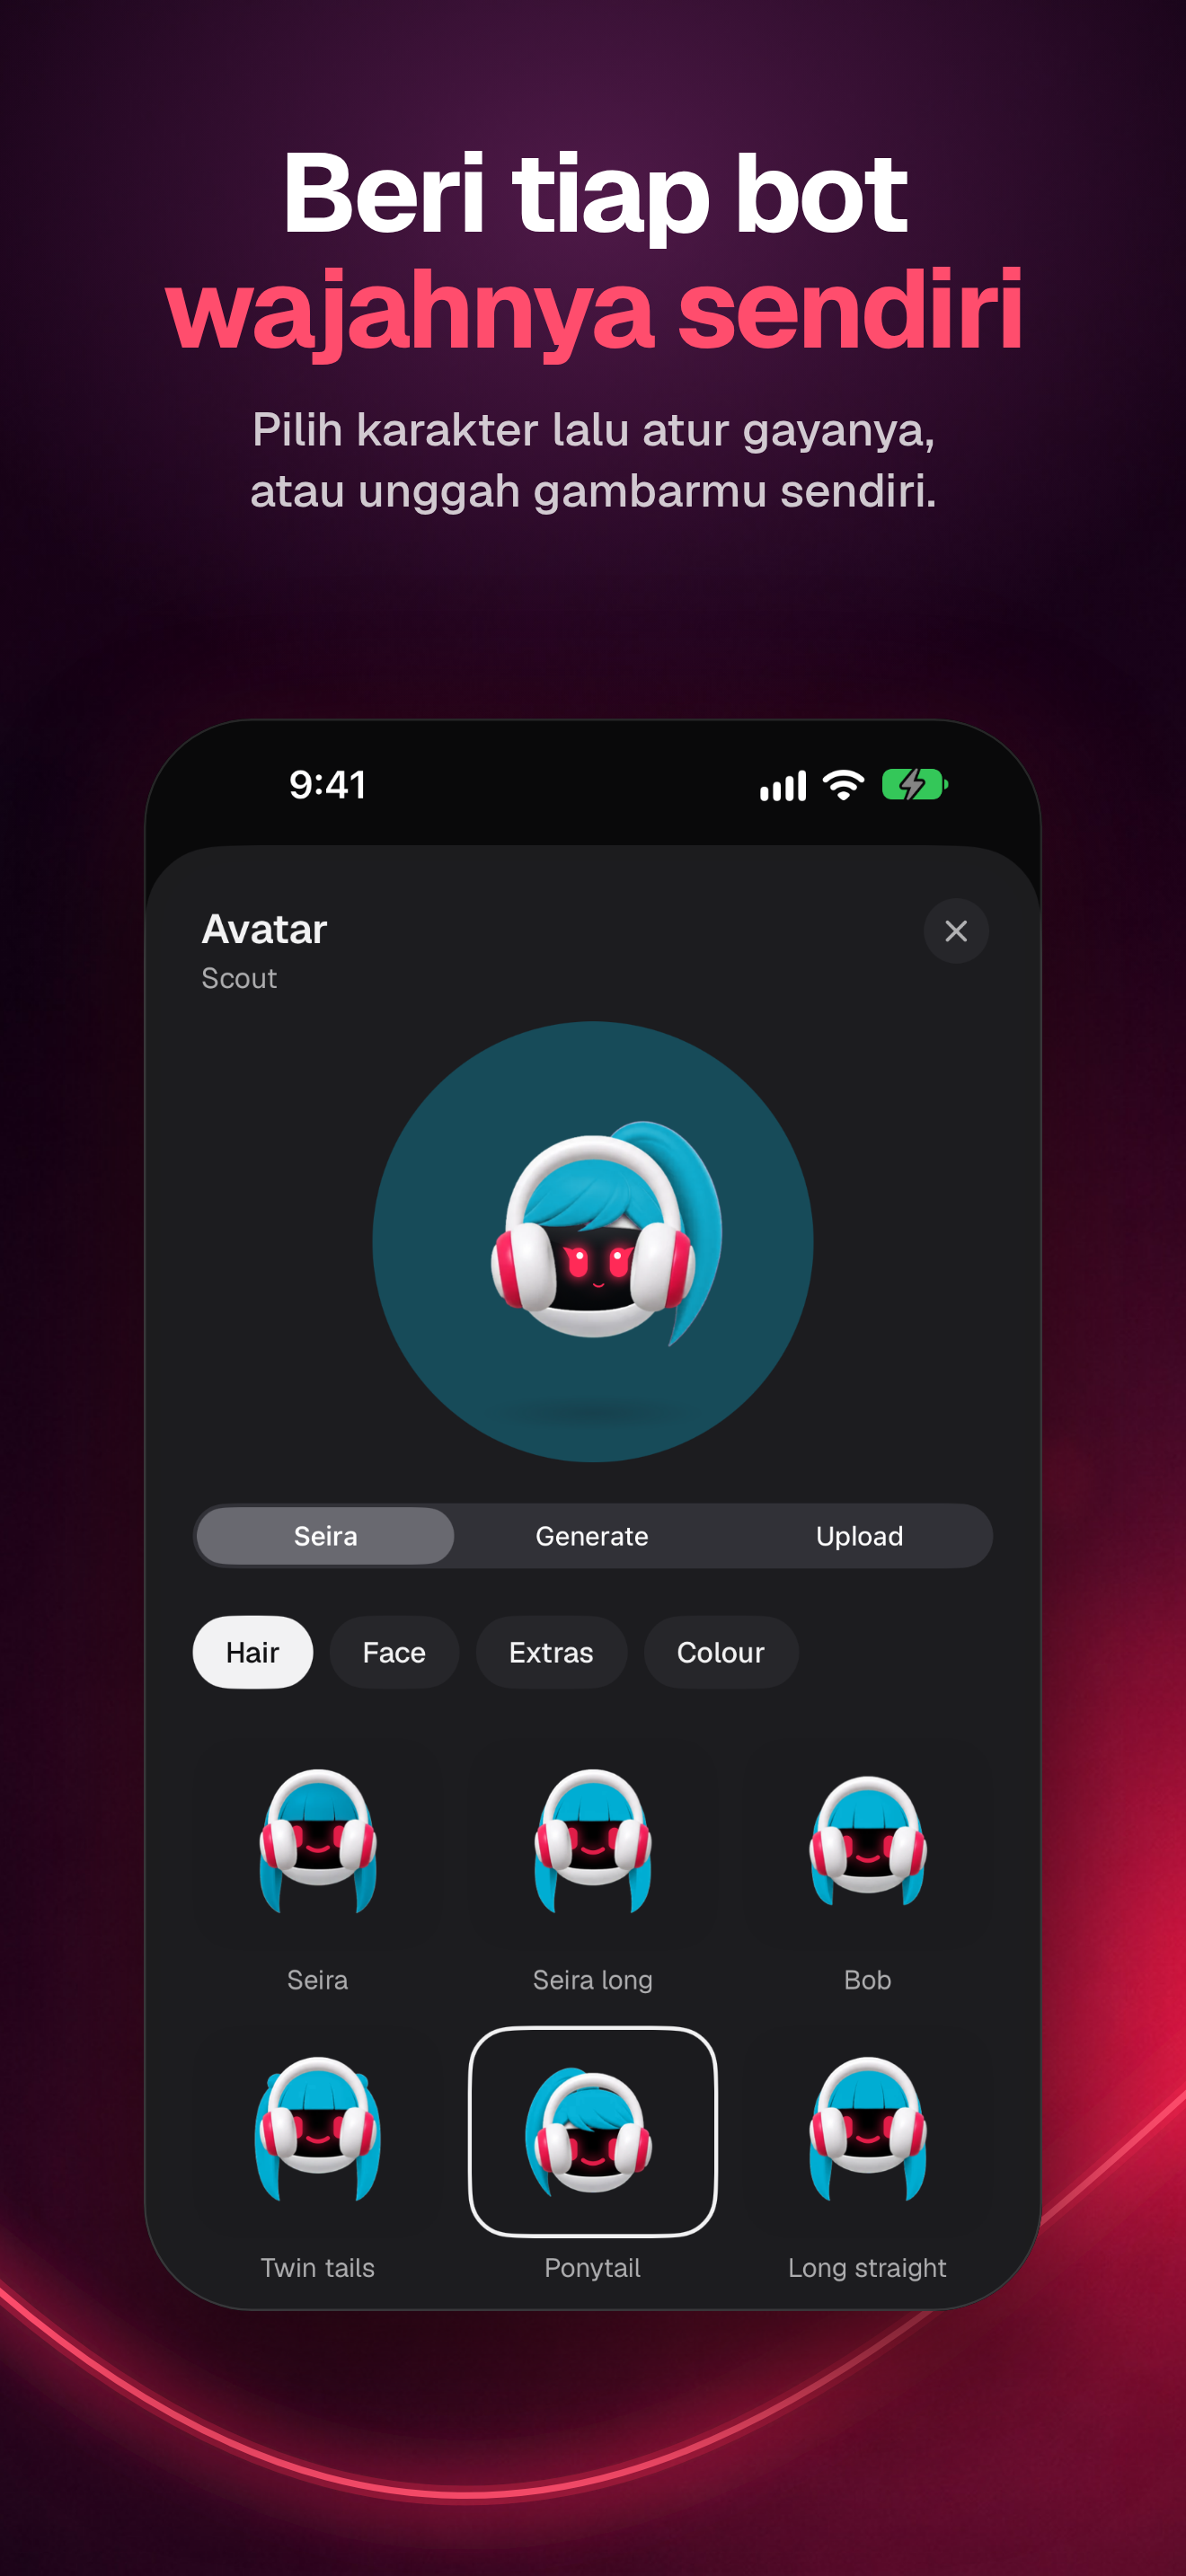 Beri tiap bot
wajahnya sendiri
Pilih karakter lalu atur gayanya,
atau unggah gambarmu sendiri.
9:41
Avatar
Scout
Seira Generate Upload
Hair Face Extras Colour
Seira Seira long Bob
Twin tails Ponytail Long straight